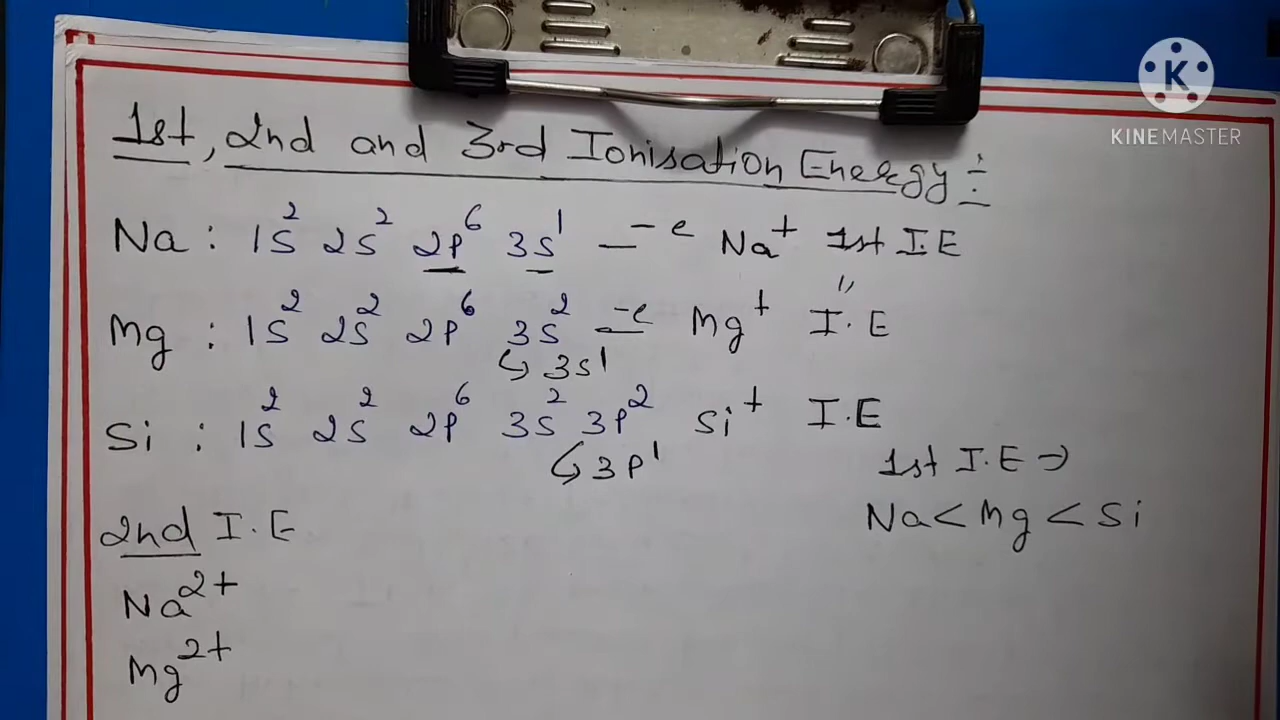 1st, 2nd and 3rd Ionisation Energy :-
Na : 1s² 2s² 2p⁶ 3s¹ — -e Na⁺ 1st I.E
Mg : 1s² 2s² 2p⁶ 3s² -e Mg⁺ " I.E
↳ 3s¹
Si : 1s² 2s² 2p⁶ 3s² 3p² Si⁺ I.E
↳ 3p¹
1st I.E →
Na < Mg < Si
2nd I.E
Na²⁺
Mg²⁺
K
KINEMASTER